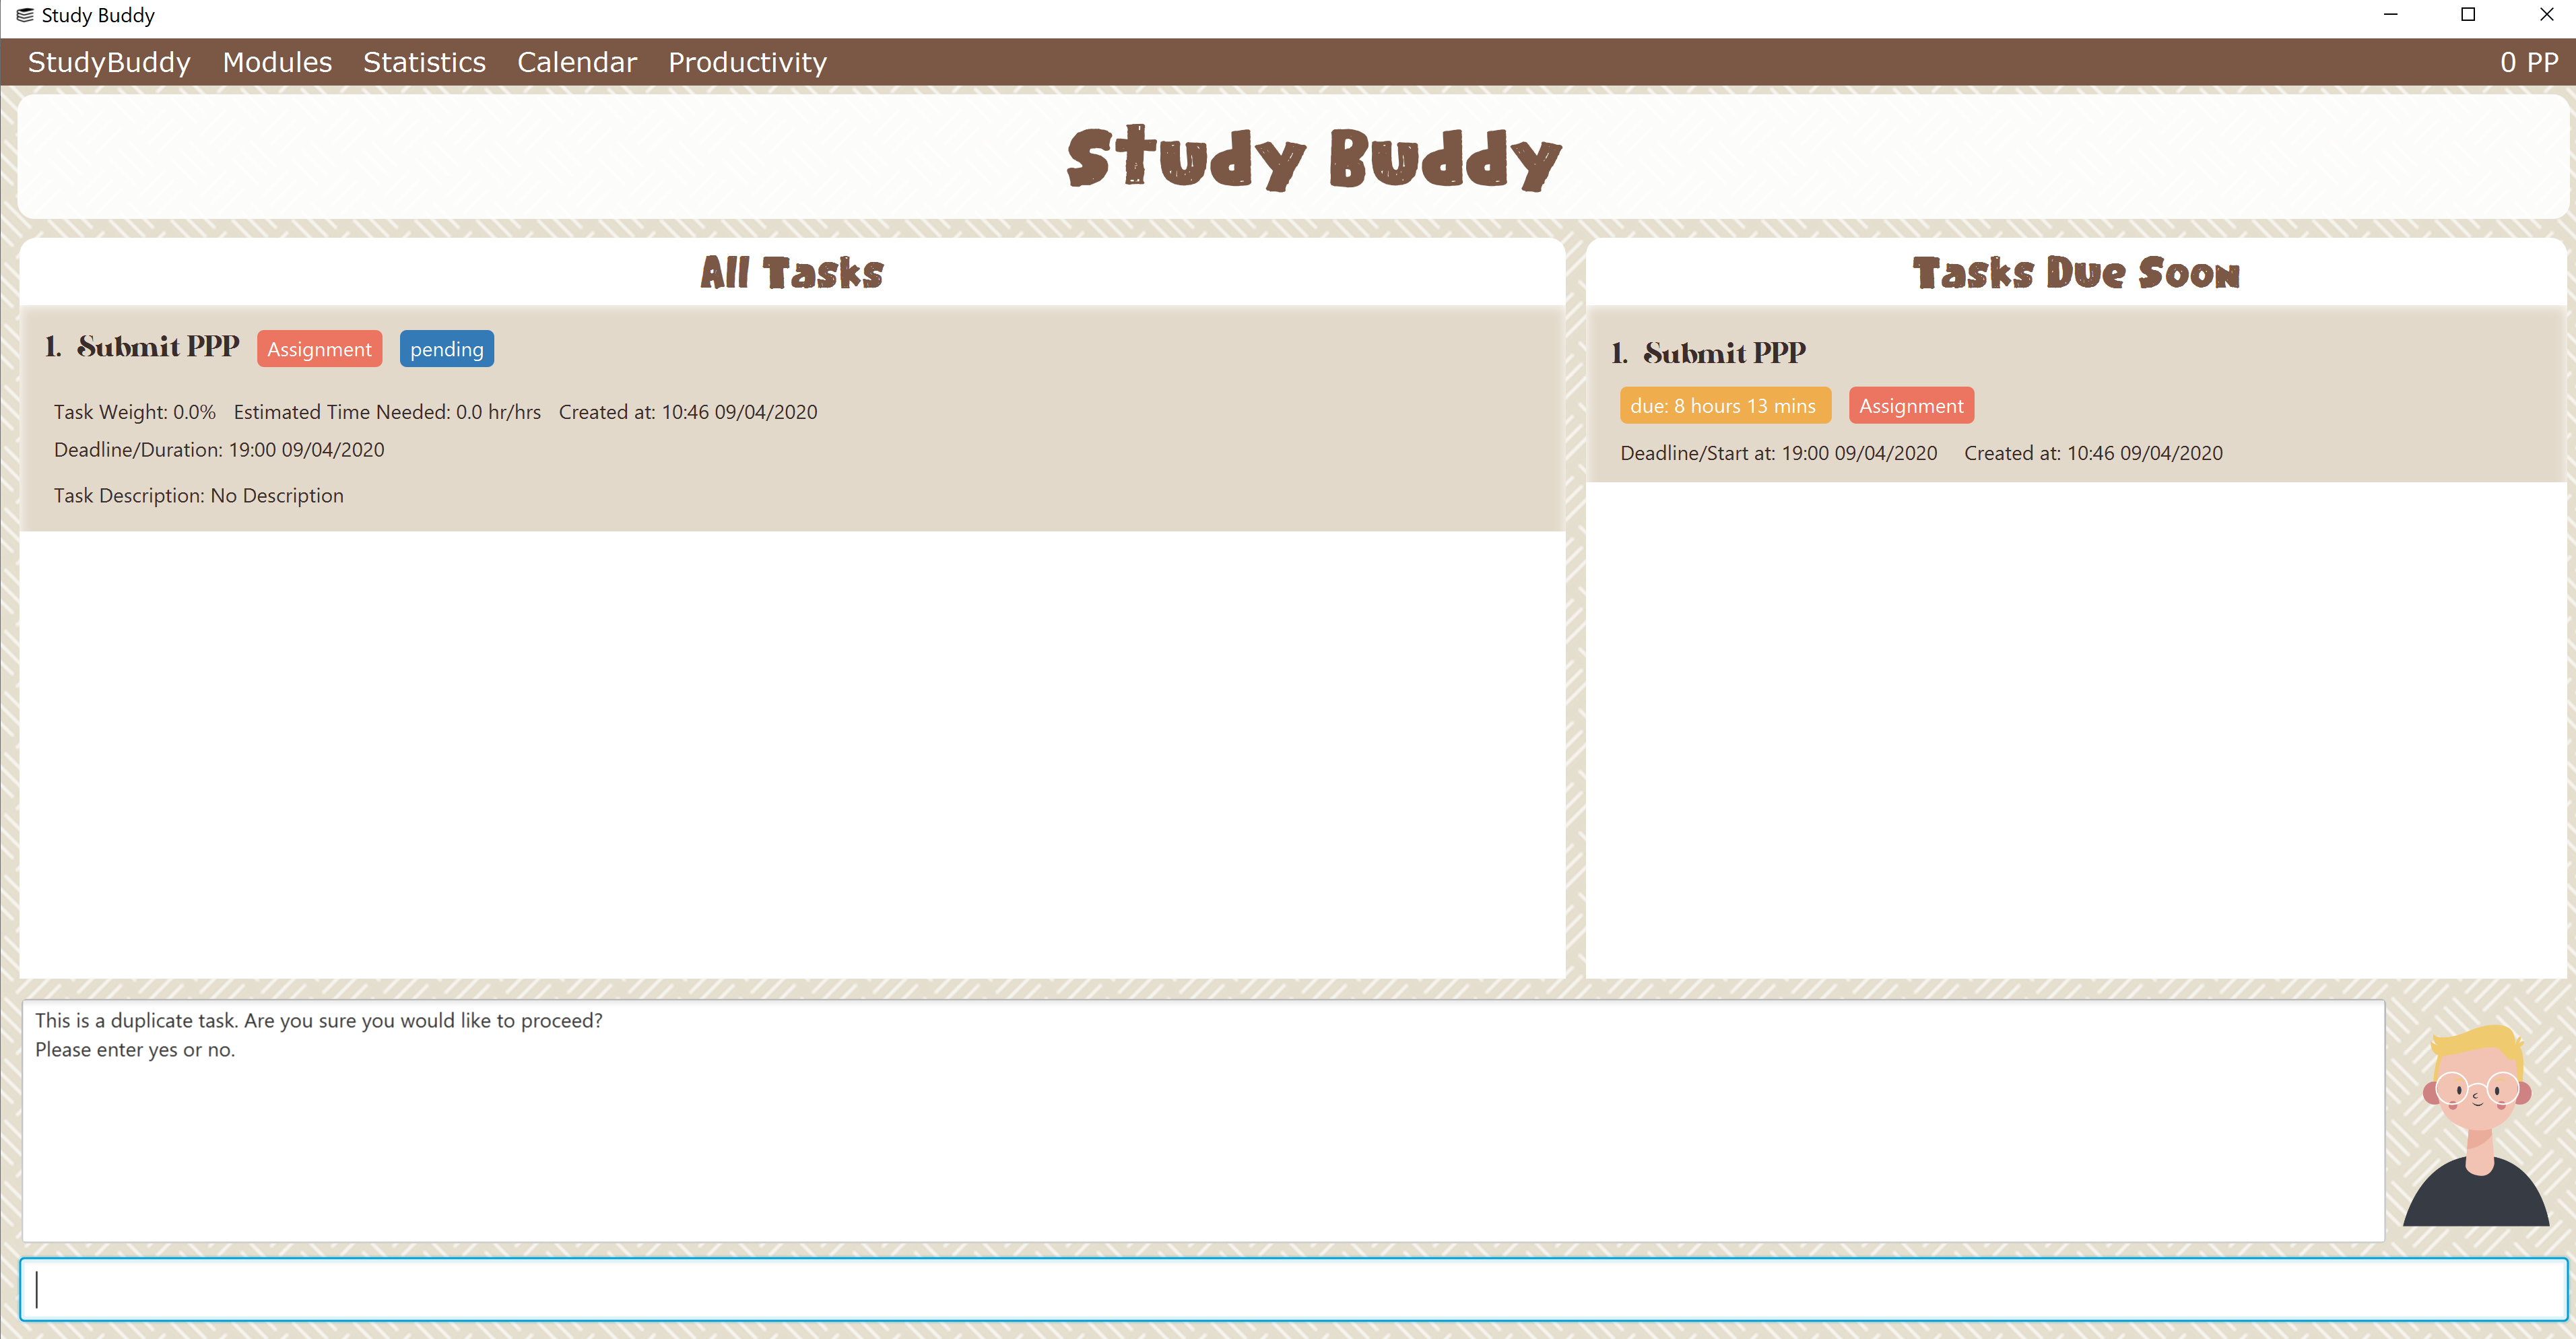 Study Buddy
StudyBuddy Modules Statistics Calendar Productivity 0 PP
Study Buddy
All Tasks
1. Submit PPP Assignment pending
Task Weight: 0.0% Estimated Time Needed: 0.0 hr/hrs Created at: 10:46 09/04/2020
Deadline/Duration: 19:00 09/04/2020
Task Description: No Description
Tasks Due Soon
1. Submit PPP
due: 8 hours 13 mins Assignment
Deadline/Start at: 19:00 09/04/2020 Created at: 10:46 09/04/2020
This is a duplicate task. Are you sure you would like to proceed?
Please enter yes or no.